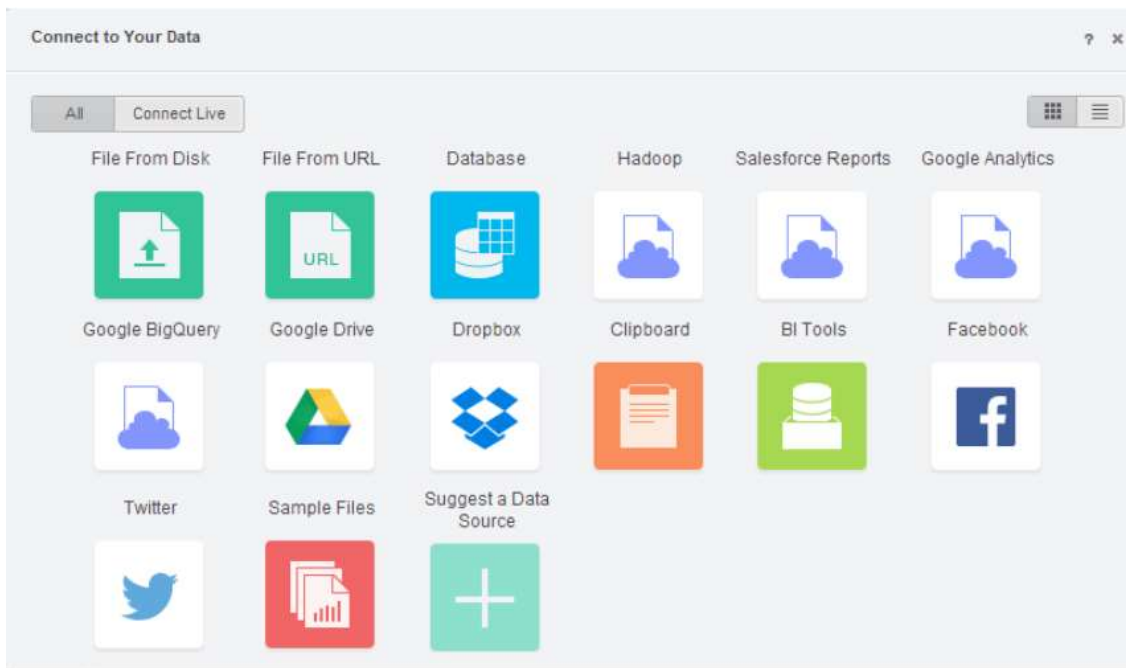 Connect to Your Data
?
All
Connect Live
File From Disk
File From URL
Database
Hadoop
Salesforce Reports
Google Analytics
URL
Google BigQuery
Google Drive
Dropbox
Clipboard
BI Tools
Facebook
Twitter
Sample Files
Suggest a Data
Source